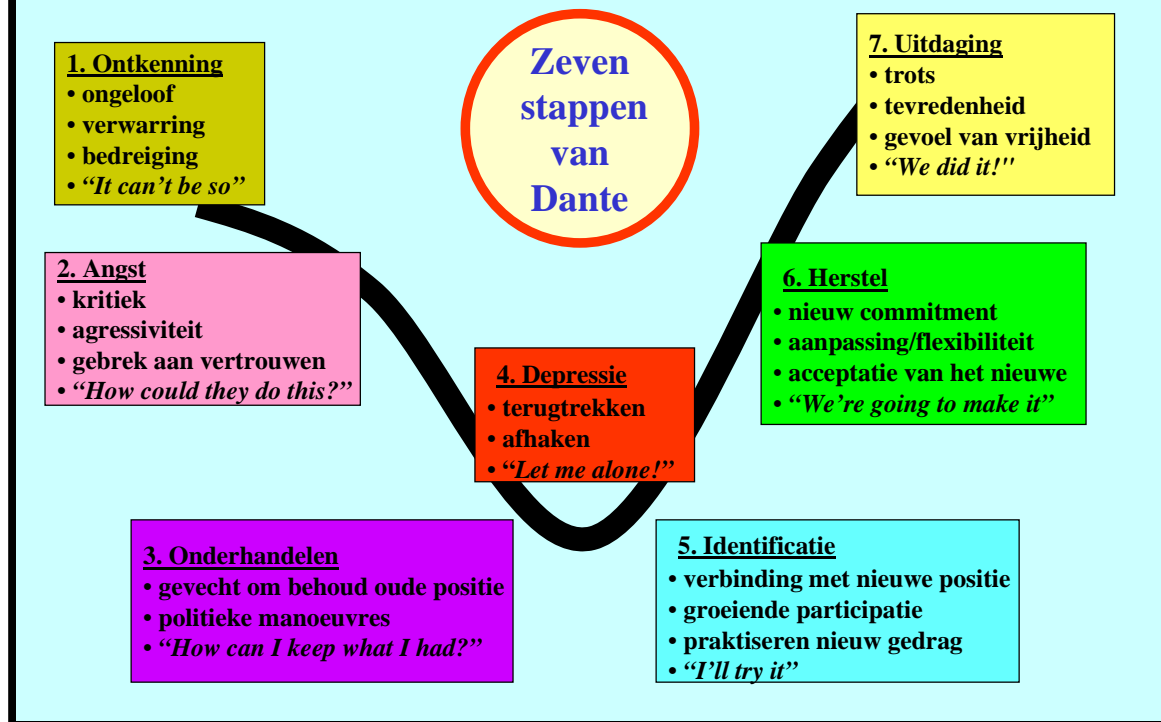 Zeven
stappen
van
Dante
1. Ontkenning
• ongeloof
• verwarring
• bedreiging
• “It can’t be so”
2. Angst
• kritiek
• agressiviteit
• gebrek aan vertrouwen
• “How could they do this?”
3. Onderhandelen
• gevecht om behoud oude positie
• politieke manoeuvres
• “How can I keep what I had?”
4. Depressie
• terugtrekken
• afhaken
• “Let me alone!”
5. Identificatie
• verbinding met nieuwe positie
• groeiende participatie
• praktiseren nieuw gedrag
• “I’ll try it”
6. Herstel
• nieuw commitment
• aanpassing/flexibiliteit
• acceptatie van het nieuwe
• “We’re going to make it”
7. Uitdaging
• trots
• tevredenheid
• gevoel van vrijheid
• “We did it!"